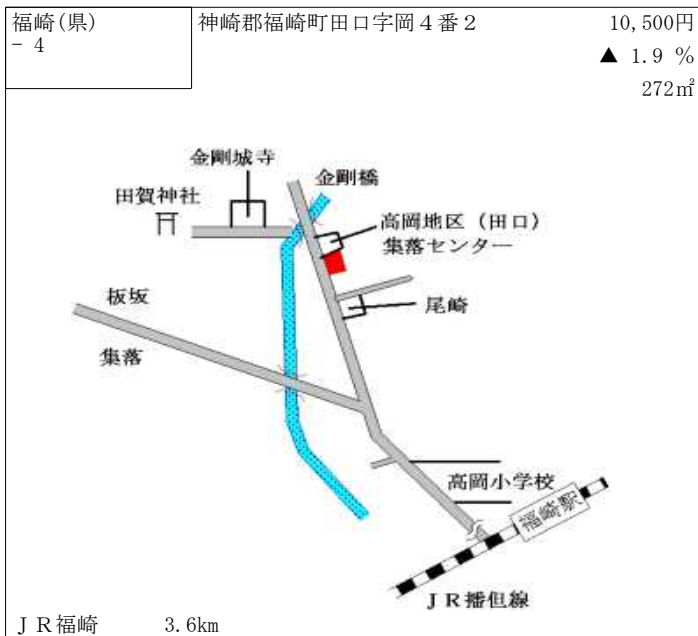 福崎(県)
- 4
神崎郡福崎町田口字岡４番２
10,500円
▲ 1.9 %
272㎡
金剛城寺
金剛橋
田賀神社
高岡地区（田口）
集落センター
尾崎
板坂
集落
高岡小学校
福崎駅
ＪＲ播但線
ＪＲ福崎 3.6km